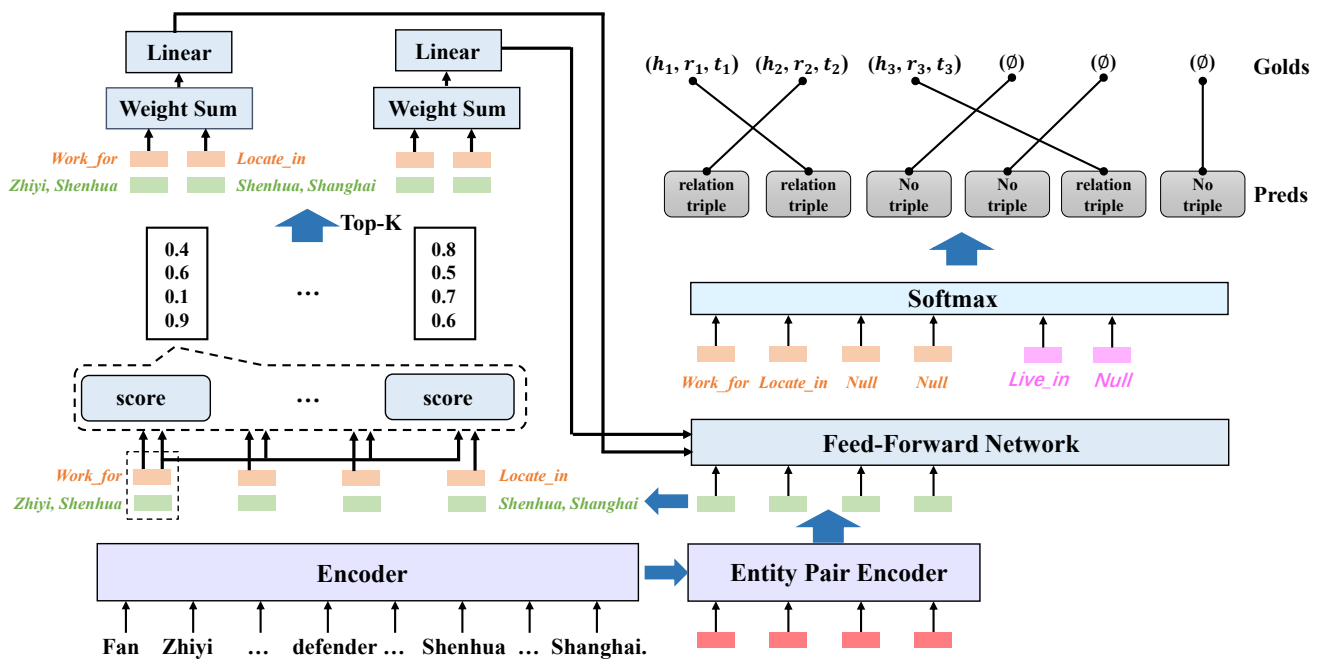 Linear
Linear
Weight Sum
Weight Sum
Work_for
Locate_in
Zhiyi, Shenhua
Shenhua, Shanghai
Top-K
0.4
0.6
0.1
0.9
...
0.8
0.5
0.7
0.6
score
...
score
Work_for
Locate_in
Zhiyi, Shenhua
Shenhua, Shanghai
Encoder
Fan Zhiyi ... defender ... Shenhua ... Shanghai.
(h₁, r₁, t₁) (h₂, r₂, t₂) (h₃, r₃, t₃) (∅) (∅) (∅) Golds
relation triple
relation triple
No triple
No triple
relation triple
No triple
Preds
Softmax
Work_for Locate_in Null Null Live_in Null
Feed-Forward Network
Entity Pair Encoder